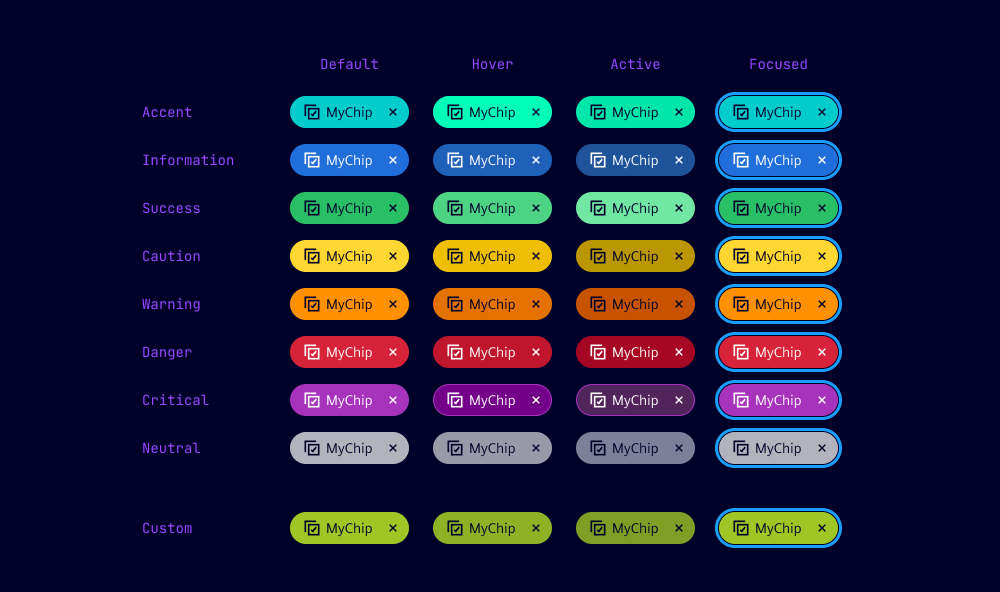 Default Hover Active Focused
Accent MyChip × MyChip × MyChip × MyChip ×
Information MyChip × MyChip × MyChip × MyChip ×
Success MyChip × MyChip × MyChip × MyChip ×
Caution MyChip × MyChip × MyChip × MyChip ×
Warning MyChip × MyChip × MyChip × MyChip ×
Danger MyChip × MyChip × MyChip × MyChip ×
Critical MyChip × MyChip × MyChip × MyChip ×
Neutral MyChip × MyChip × MyChip × MyChip ×
Custom MyChip × MyChip × MyChip × MyChip ×